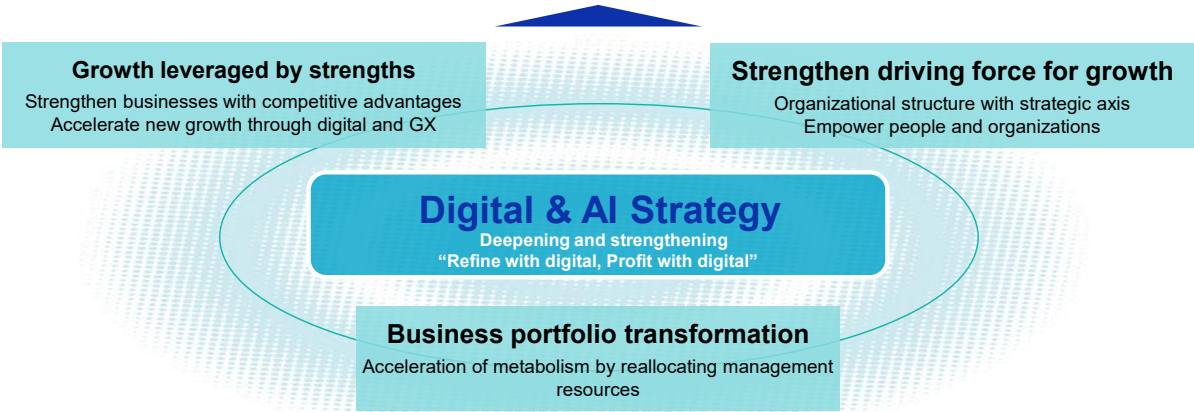 Growth leveraged by strengths
Strengthen businesses with competitive advantages
Accelerate new growth through digital and GX
Strengthen driving force for growth
Organizational structure with strategic axis
Empower people and organizations
Digital & AI Strategy
Deepening and strengthening
“Refine with digital, Profit with digital”
Business portfolio transformation
Acceleration of metabolism by reallocating management
resources